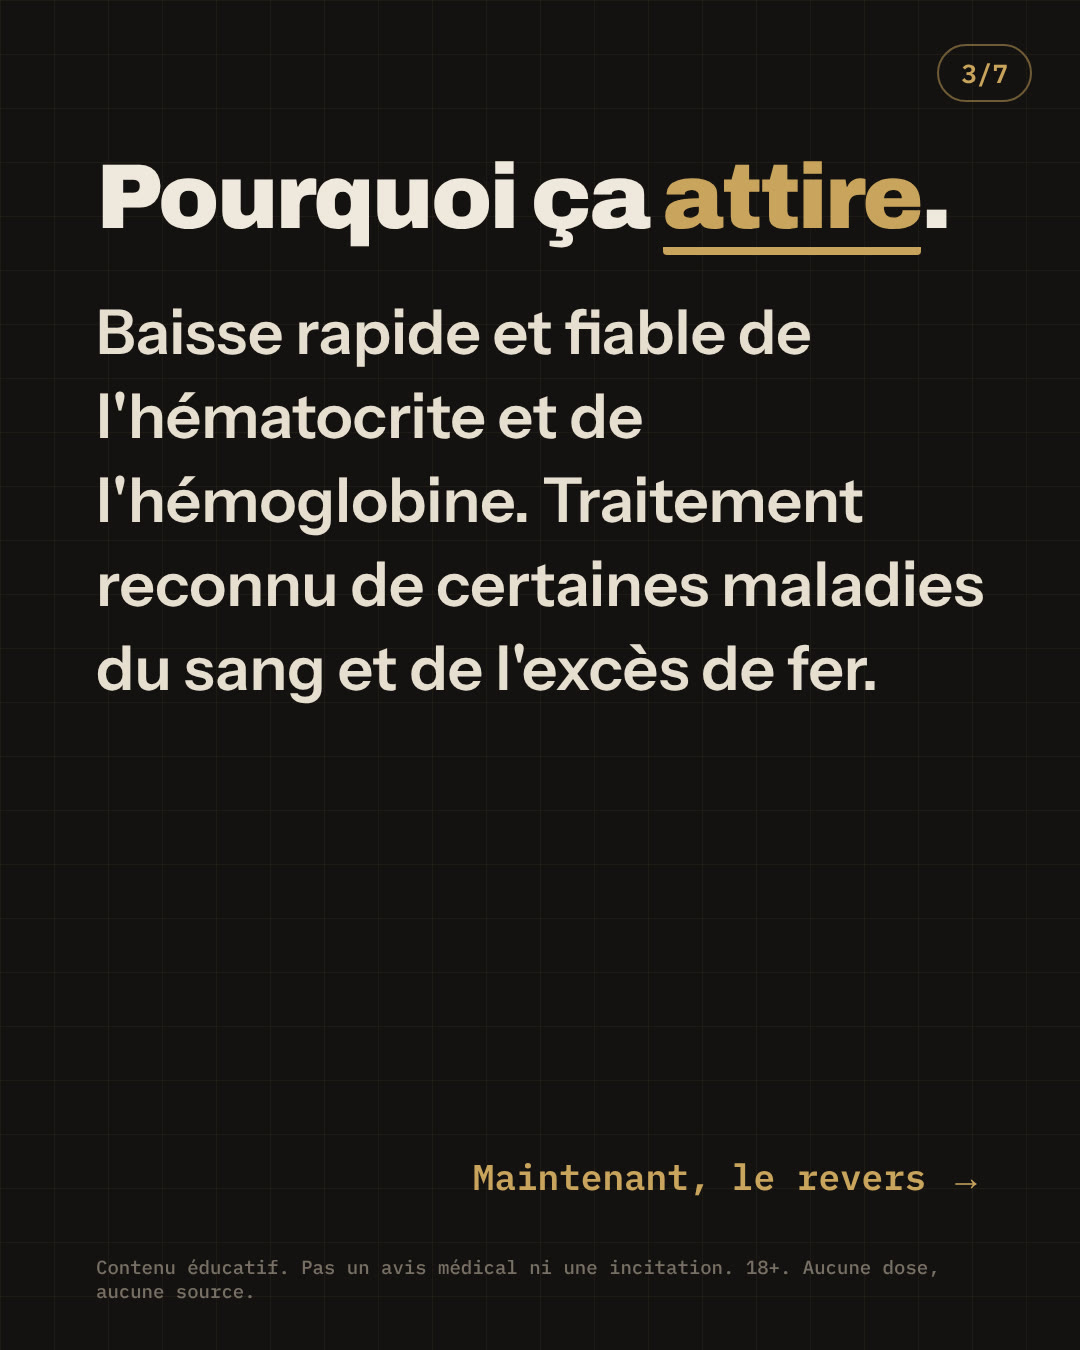 3/7
Pourquoi ça attire.
Baisse rapide et fiable de
l'hématocrite et de
l'hémoglobine. Traitement
reconnu de certaines maladies
du sang et de l'excès de fer.
Maintenant, le revers →
Contenu éducatif. Pas un avis médical ni une incitation. 18+. Aucune dose,
aucune source.